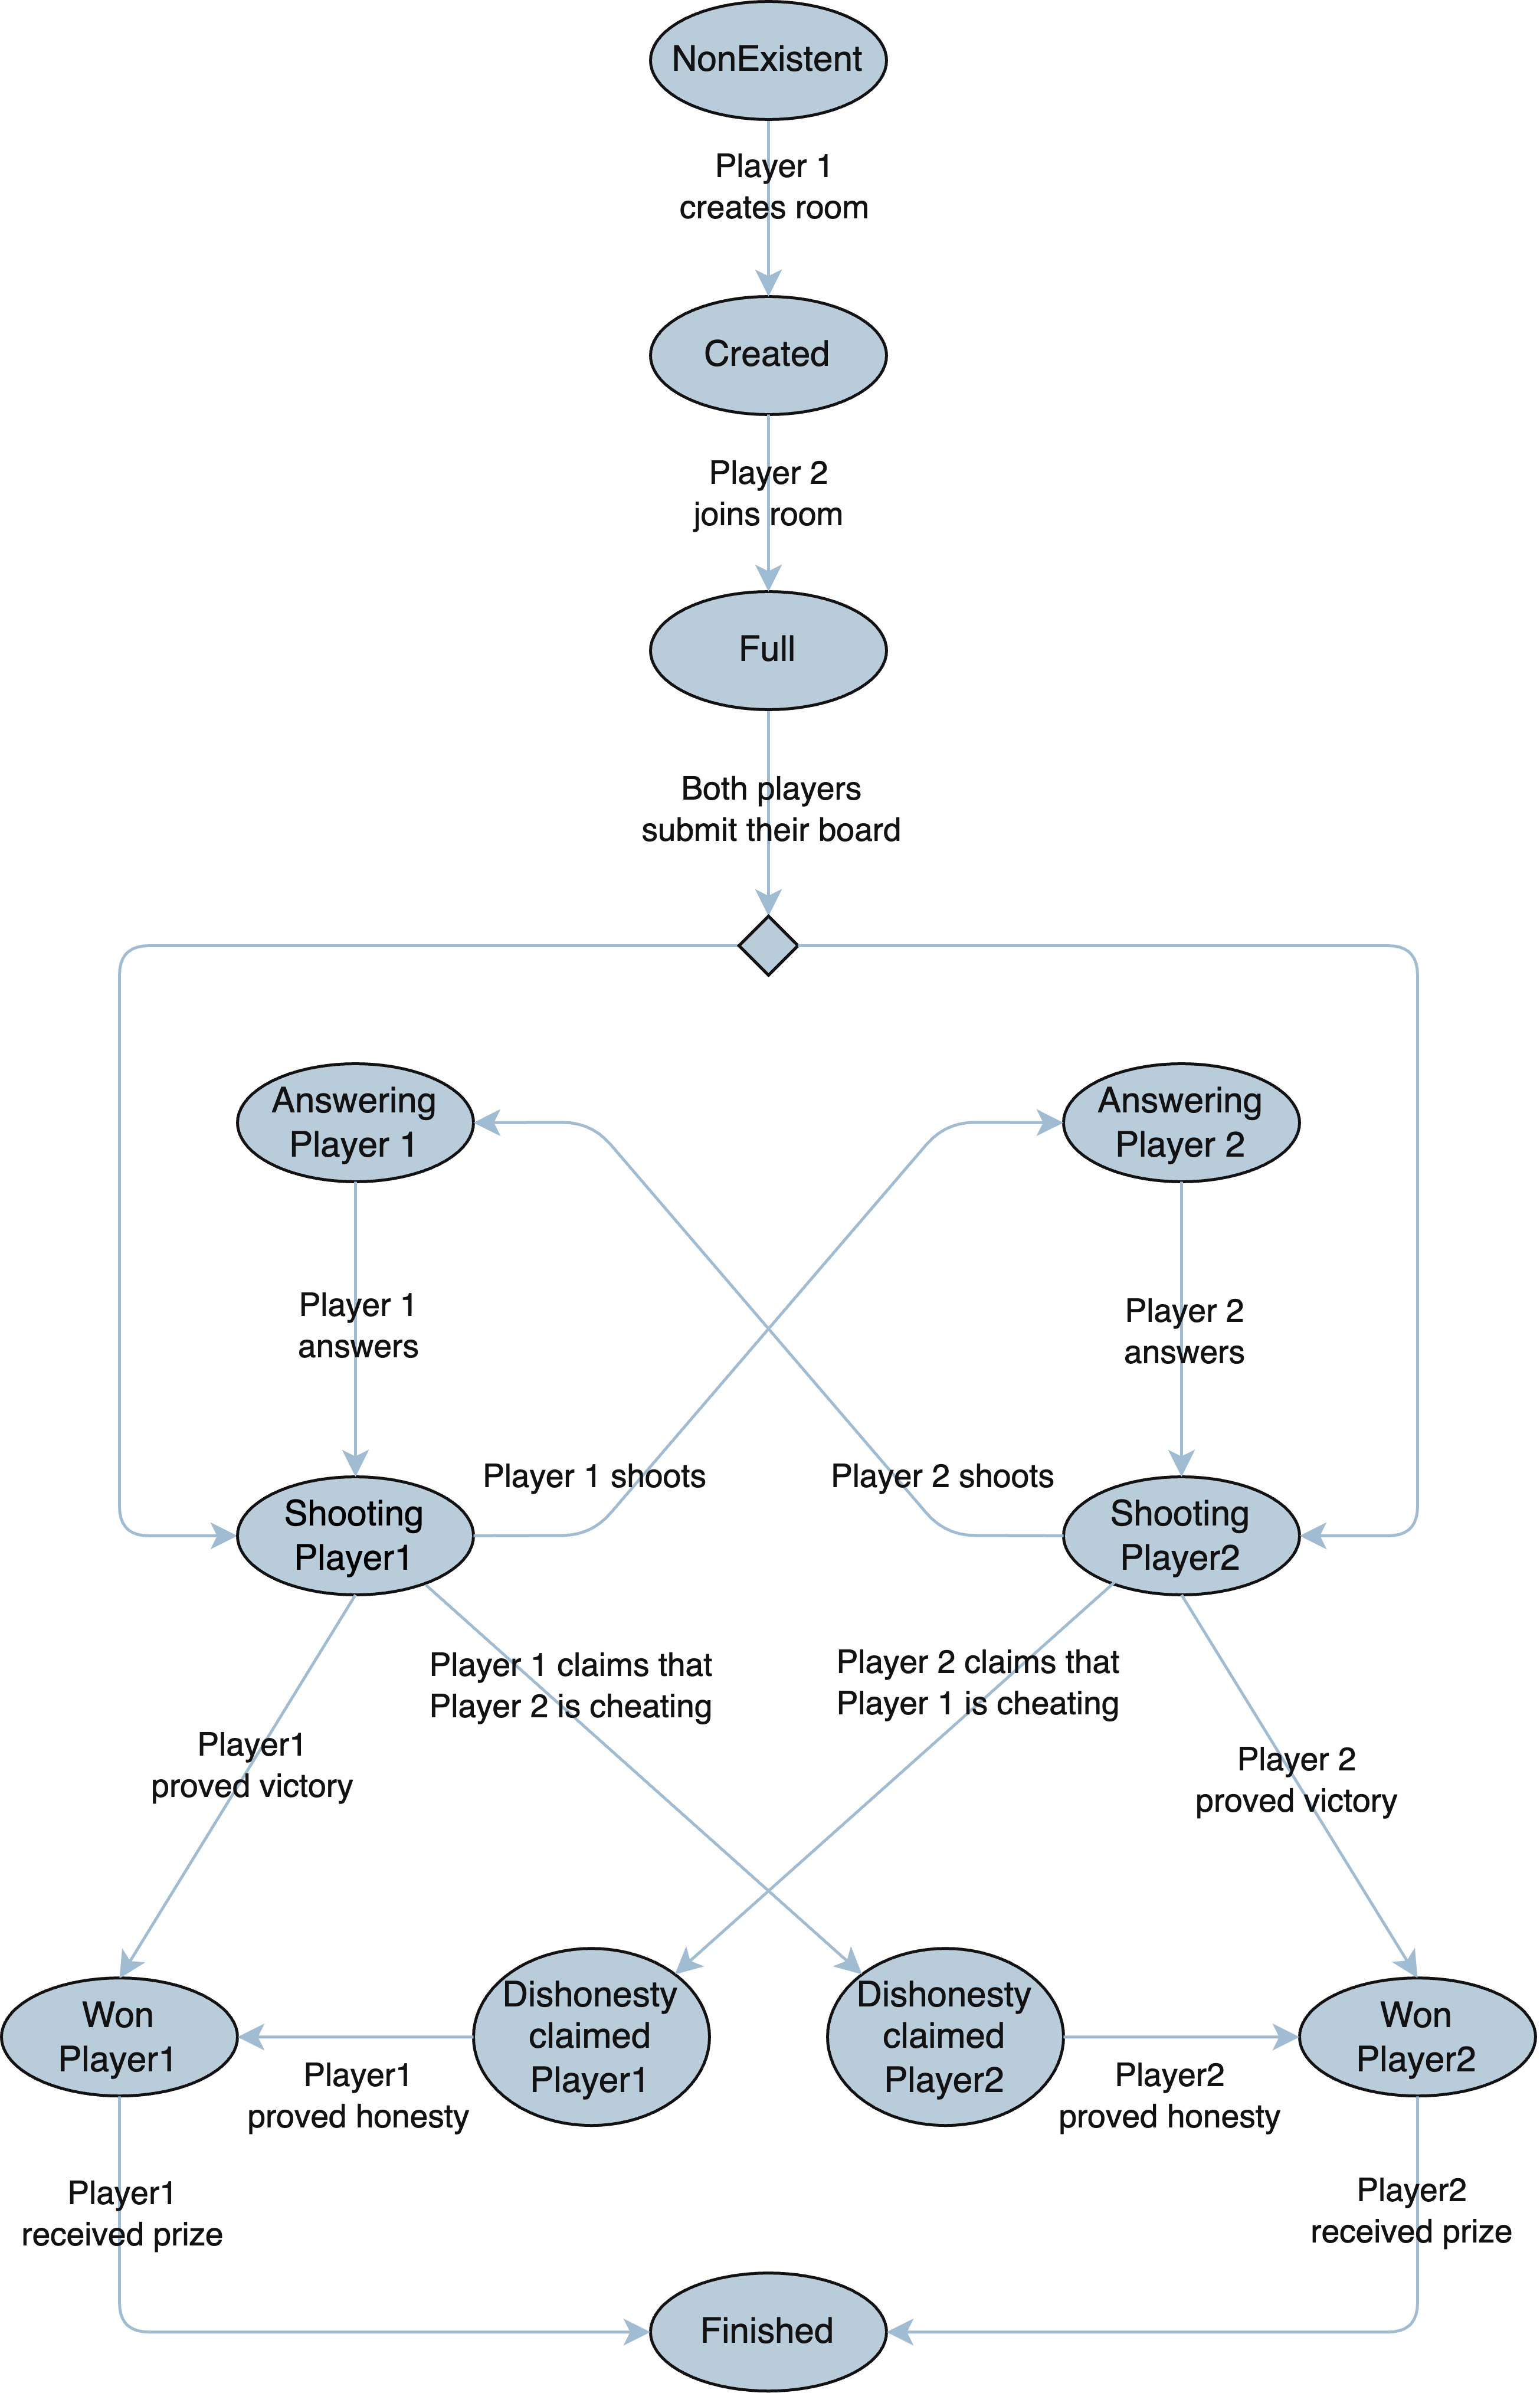 NonExistent
Player 1
creates room
Created
Player 2
joins room
Full
Both players
submit their board
Answering
Player 1
Answering
Player 2
Player 1
answers
Player 2
answers
Player 1 shoots
Player 2 shoots
Shooting
Player1
Shooting
Player2
Player 1 claims that
Player 2 is cheating
Player 2 claims that
Player 1 is cheating
Player1
proved victory
Player 2
proved victory
Won
Player1
Dishonesty
claimed
Player1
Dishonesty
claimed
Player2
Won
Player2
Player1
proved honesty
Player2
proved honesty
Player1
received prize
Player2
received prize
Finished